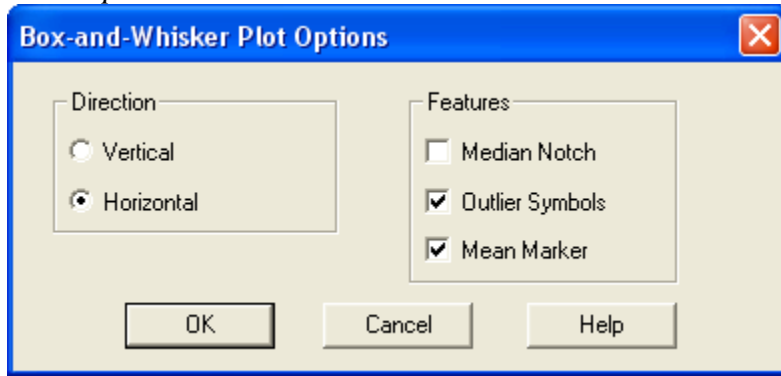 Box-and-Whisker Plot Options
Direction
Vertical
Horizontal
Features
Median Notch
Outlier Symbols
Mean Marker
OK
Cancel
Help